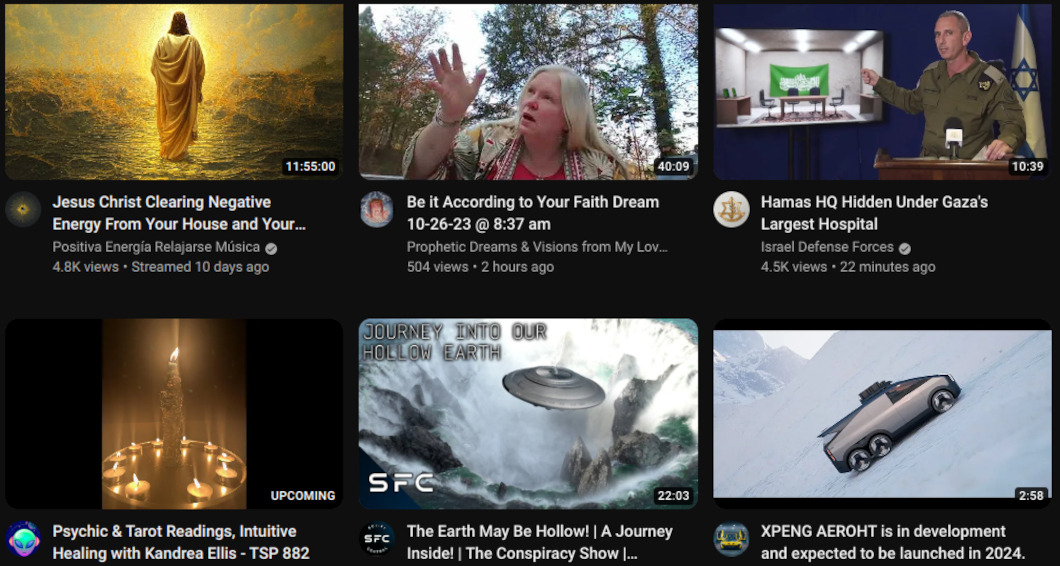 11:55:00
40:09
10:39
Jesus Christ Clearing Negative
Energy From Your House and Your...
Positiva Energía Relajarse Música
4.8K views • Streamed 10 days ago
Be it According to Your Faith Dream
10-26-23 @ 8:37 am
Prophetic Dreams & Visions from My Lov...
504 views • 2 hours ago
Hamas HQ Hidden Under Gaza's
Largest Hospital
Israel Defense Forces
4.5K views • 22 minutes ago
UPCOMING
JOURNEY INTO OUR
HOLLOW EARTH
SFC
22:03
2:58
Psychic & Tarot Readings, Intuitive
Healing with Kandrea Ellis - TSP 882
SFC
The Earth May Be Hollow! | A Journey
Inside! | The Conspiracy Show |...
XPENG AEROHT is in development
and expected to be launched in 2024.